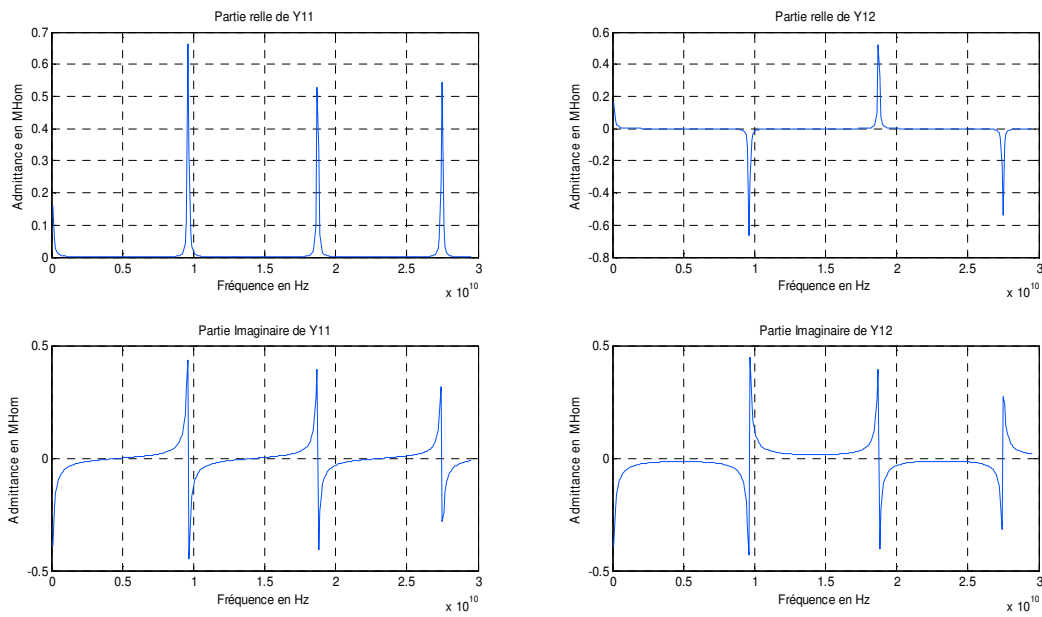 Partie relle de Y11
0.7
0.6
0.5
0.4
0.3
0.2
0.1
0
Admittance en MHom
0 0.5 1 1.5 2 2.5 3
Fréquence en Hz
x 10^10
Partie relle de Y12
0.6
0.4
0.2
0
-0.2
-0.4
-0.6
-0.8
Admittance en MHom
0 0.5 1 1.5 2 2.5 3
Fréquence en Hz
x 10^10
Partie Imaginaire de Y11
0.5
0
-0.5
Admittance en MHom
0 0.5 1 1.5 2 2.5 3
Fréquence en Hz
x 10^10
Partie Imaginaire de Y12
0.5
0
-0.5
Admittance en MHom
0 0.5 1 1.5 2 2.5 3
Fréquence en Hz
x 10^10